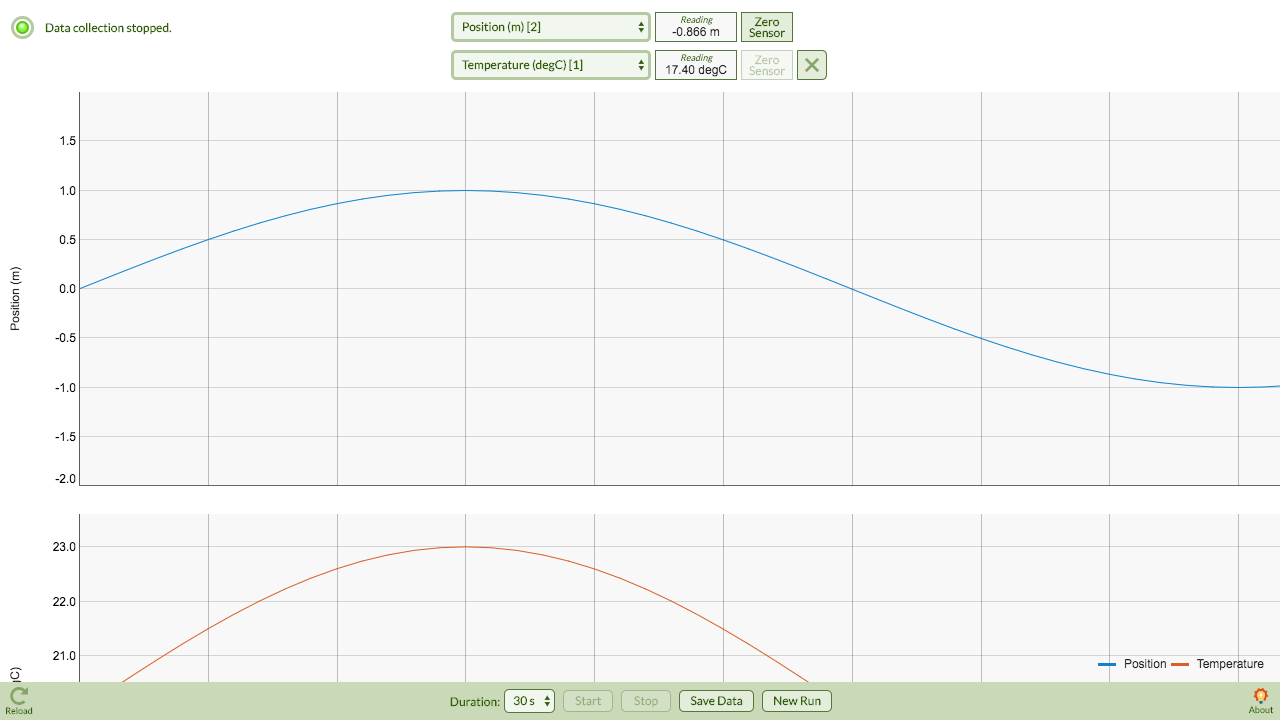 Data collection stopped.
Position (m) [2]
Reading
-0.866 m
Zero
Sensor
Temperature (degC) [1]
Reading
17.40 degC
Zero
Sensor
Position (m)
1.5
1.0
0.5
0.0
-0.5
-1.0
-1.5
-2.0
23.0
22.0
21.0
gC)
Position
Temperature
Reload
Duration:
30 s
Start
Stop
Save Data
New Run
About